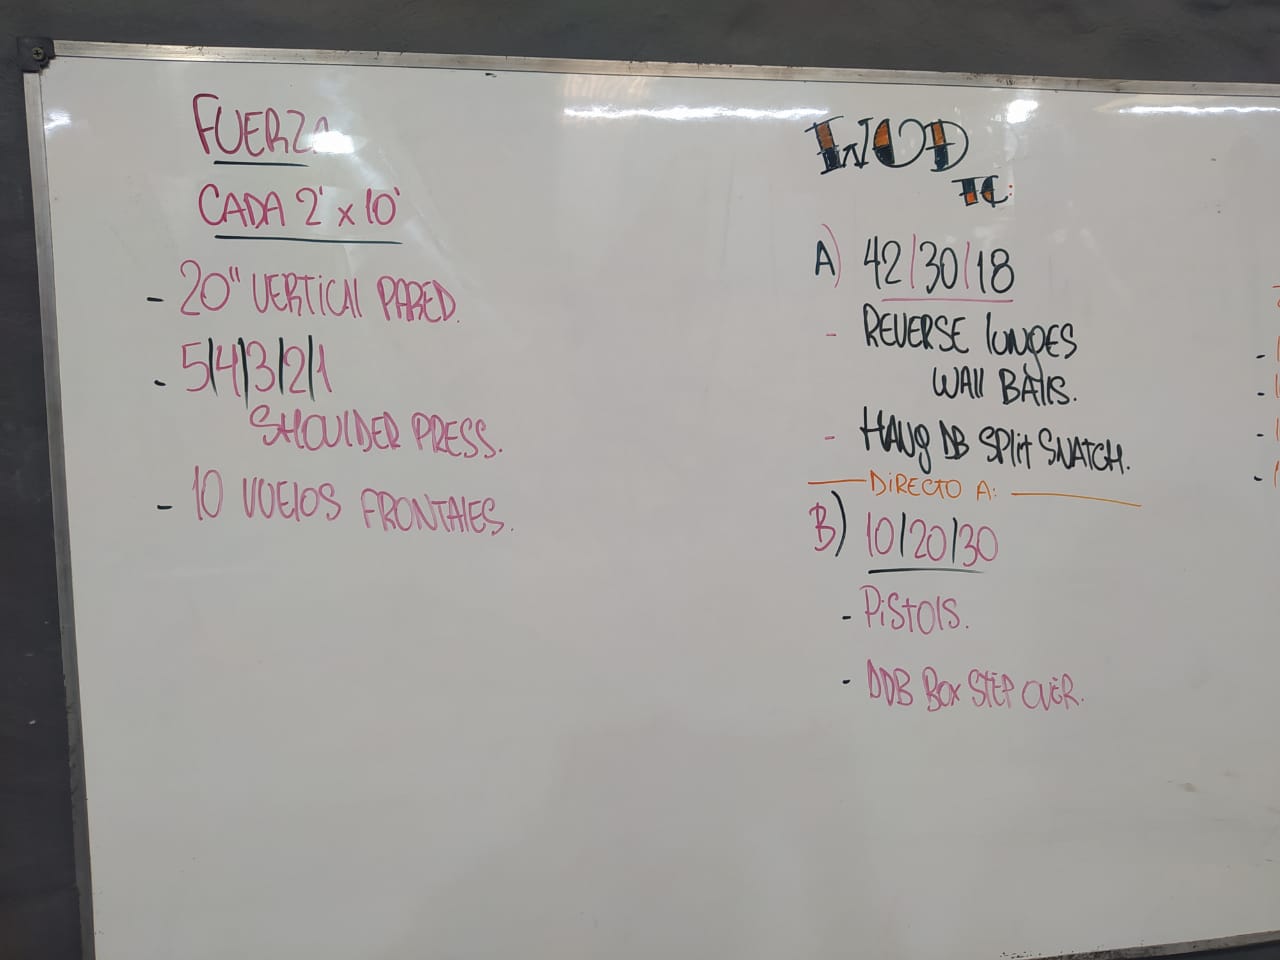 FUERZA
CADA 2' x 10'
- 20" VERTICAL PARED.
- 5/4/3/2/1
SHOULDER PRESS.
- 10 VUELOS FRONTALES.
WOD
TC:
A) 42/30/18
- REVERSE LUNGES
WALL BALLS.
- HANG DB SPLIT SNATCH.
DIRECTO A:
B) 10/20/30
- PISTOLS.
- DDB BOX STEP OVER.